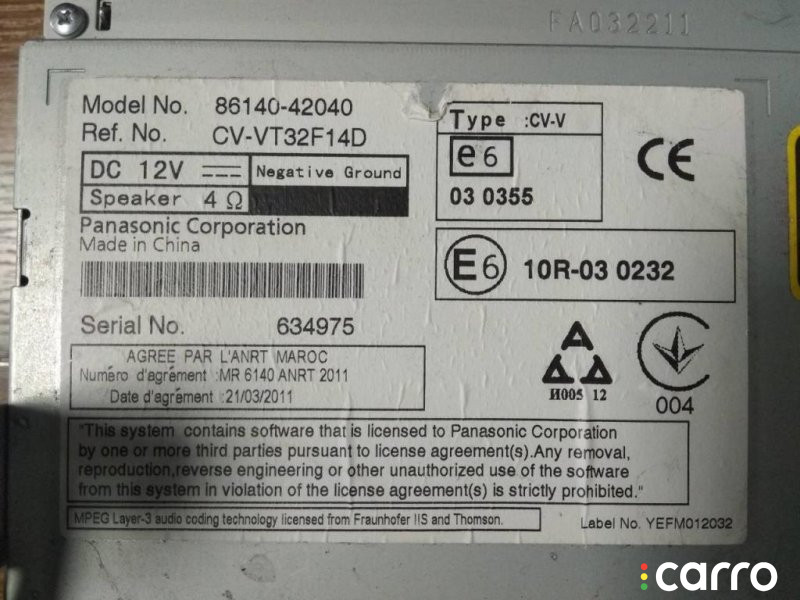 FA032211
Model No. 86140-42040
Ref. No. CV-VT32F14D
DC 12V Negative Ground
Speaker 4 Ω
Panasonic Corporation
Made in China
Serial No. 634975
Type :CV-V
e6
03 0355
CE
E6 10R-03 0232
AGREE PAR L'ANRT MAROC
Numéro d'agrément :MR 6140 ANRT 2011
Date d'agrément :21/03/2011
И005 12
004
"This system contains software that is licensed to Panasonic Corporation
by one or more third parties pursuant to license agreement(s).Any removal,
reproduction,reverse engineering or other unauthorized use of the software
from this system in violation of the license agreement(s) is strictly prohibited."
MPEG Layer-3 audio coding technology licensed from Fraunhofer IIS and Thomson.
Label No. YEFM012032
carro